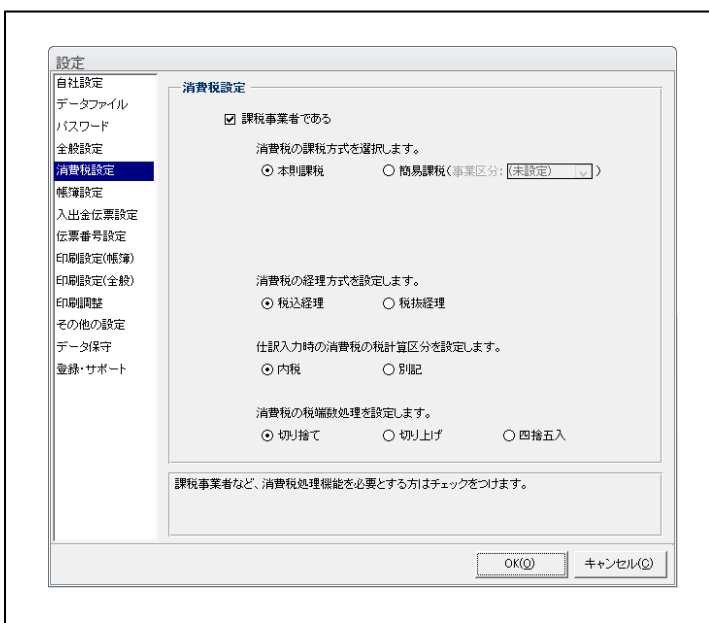 設定
自社設定
データファイル
パスワード
全般設定
消費税設定
帳簿設定
入出金伝票設定
伝票番号設定
印刷設定(帳簿)
印刷設定(全般)
印刷調整
その他の設定
データ保守
登録・サポート
消費税設定
課税事業者である
消費税の課税方式を選択します。
本則課税 簡易課税(事業区分: (未設定) )
消費税の経理方式を設定します。
税込経理 税抜経理
仕訳入力時の消費税の税計算区分を設定します。
内税 別記
消費税の税端数処理を設定します。
切り捨て 切り上げ 四捨五入
課税事業者など、消費税処理機能を必要とする方はチェックをつけます。
OK(O) キャンセル(C)